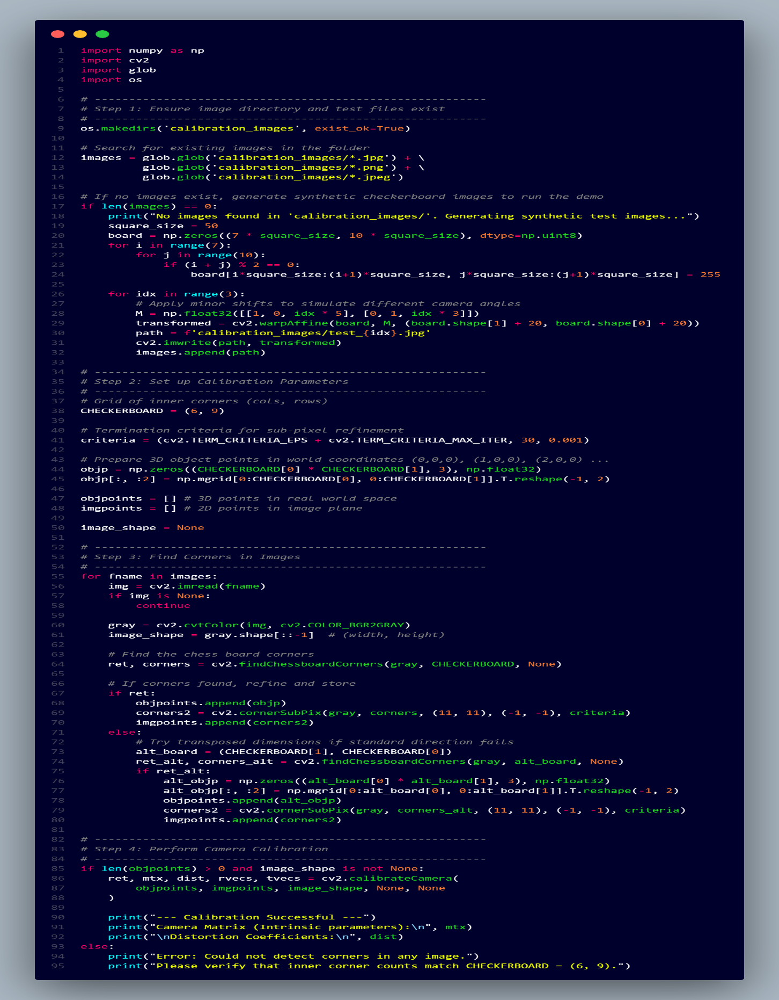 1 import numpy as np
2 import cv2
3 import glob
4 import os
5
6 # ---------------------------------------------------------
7 # Step 1: Ensure image directory and test files exist
8 # ---------------------------------------------------------
9 os.makedirs('calibration_images', exist_ok=True)
10
11 # Search for existing images in the folder
12 images = glob.glob('calibration_images/*.jpg') + \
13          glob.glob('calibration_images/*.png') + \
14          glob.glob('calibration_images/*.jpeg')
15
16 # If no images exist, generate synthetic checkerboard images to run the demo
17 if len(images) == 0:
18     print("No images found in 'calibration_images/'. Generating synthetic test images...")
19     square_size = 50
20     board = np.zeros((7 * square_size, 10 * square_size), dtype=np.uint8)
21     for i in range(7):
22         for j in range(10):
23             if (i + j) % 2 == 0:
24                 board[i*square_size:(i+1)*square_size, j*square_size:(j+1)*square_size] = 255
25
26     for idx in range(3):
27         # Apply minor shifts to simulate different camera angles
28         M = np.float32([[1, 0, idx * 5], [0, 1, idx * 3]])
29         transformed = cv2.warpAffine(board, M, (board.shape[1] + 20, board.shape[0] + 20))
30         path = f'calibration_images/test_{idx}.jpg'
31         cv2.imwrite(path, transformed)
32         images.append(path)
33
34 # ---------------------------------------------------------
35 # Step 2: Set up Calibration Parameters
36 # ---------------------------------------------------------
37 # Grid of inner corners (cols, rows)
38 CHECKERBOARD = (6, 9)
39
40 # Termination criteria for sub-pixel refinement
41 criteria = (cv2.TERM_CRITERIA_EPS + cv2.TERM_CRITERIA_MAX_ITER, 30, 0.001)
42
43 # Prepare 3D object points in world coordinates (0,0,0), (1,0,0), (2,0,0) ...
44 objp = np.zeros((CHECKERBOARD[0] * CHECKERBOARD[1], 3), np.float32)
45 objp[:, :2] = np.mgrid[0:CHECKERBOARD[0], 0:CHECKERBOARD[1]].T.reshape(-1, 2)
46
47 objpoints = [] # 3D points in real world space
48 imgpoints = [] # 2D points in image plane
49
50 image_shape = None
51
52 # ---------------------------------------------------------
53 # Step 3: Find Corners in Images
54 # ---------------------------------------------------------
55 for fname in images:
56     img = cv2.imread(fname)
57     if img is None:
58         continue
59
60     gray = cv2.cvtColor(img, cv2.COLOR_BGR2GRAY)
61     image_shape = gray.shape[::-1]  # (width, height)
62
63     # Find the chess board corners
64     ret, corners = cv2.findChessboardCorners(gray, CHECKERBOARD, None)
65
66     # If corners found, refine and store
67     if ret:
68         objpoints.append(objp)
69         corners2 = cv2.cornerSubPix(gray, corners, (11, 11), (-1, -1), criteria)
70         imgpoints.append(corners2)
71     else:
72         # Try transposed dimensions if standard direction fails
73         alt_board = (CHECKERBOARD[1], CHECKERBOARD[0])
74         ret_alt, corners_alt = cv2.findChessboardCorners(gray, alt_board, None)
75         if ret_alt:
76             alt_objp = np.zeros((alt_board[0] * alt_board[1], 3), np.float32)
77             alt_objp[:, :2] = np.mgrid[0:alt_board[0], 0:alt_board[1]].T.reshape(-1, 2)
78             objpoints.append(alt_objp)
79             corners2 = cv2.cornerSubPix(gray, corners_alt, (11, 11), (-1, -1), criteria)
80             imgpoints.append(corners2)
81
82 # ---------------------------------------------------------
83 # Step 4: Perform Camera Calibration
84 # ---------------------------------------------------------
85 if len(objpoints) > 0 and image_shape is not None:
86     ret, mtx, dist, rvecs, tvecs = cv2.calibrateCamera(
87         objpoints, imgpoints, image_shape, None, None
88     )
89
90     print("--- Calibration Successful ---")
91     print("Camera Matrix (Intrinsic parameters):\n", mtx)
92     print("\nDistortion Coefficients:\n", dist)
93 else:
94     print("Error: Could not detect corners in any image.")
95     print("Please verify that inner corner counts match CHECKERBOARD = (6, 9).")